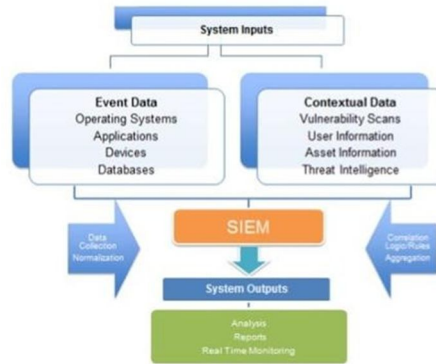 System Inputs
Event Data
Operating Systems
Applications
Devices
Databases
Contextual Data
Vulnerability Scans
User Information
Asset Information
Threat Intelligence
SIEM
Data
Collection
Normalization
Correlation
Logic/Rules
Aggregation
System Outputs
Analysis
Reports
Real Time Monitoring